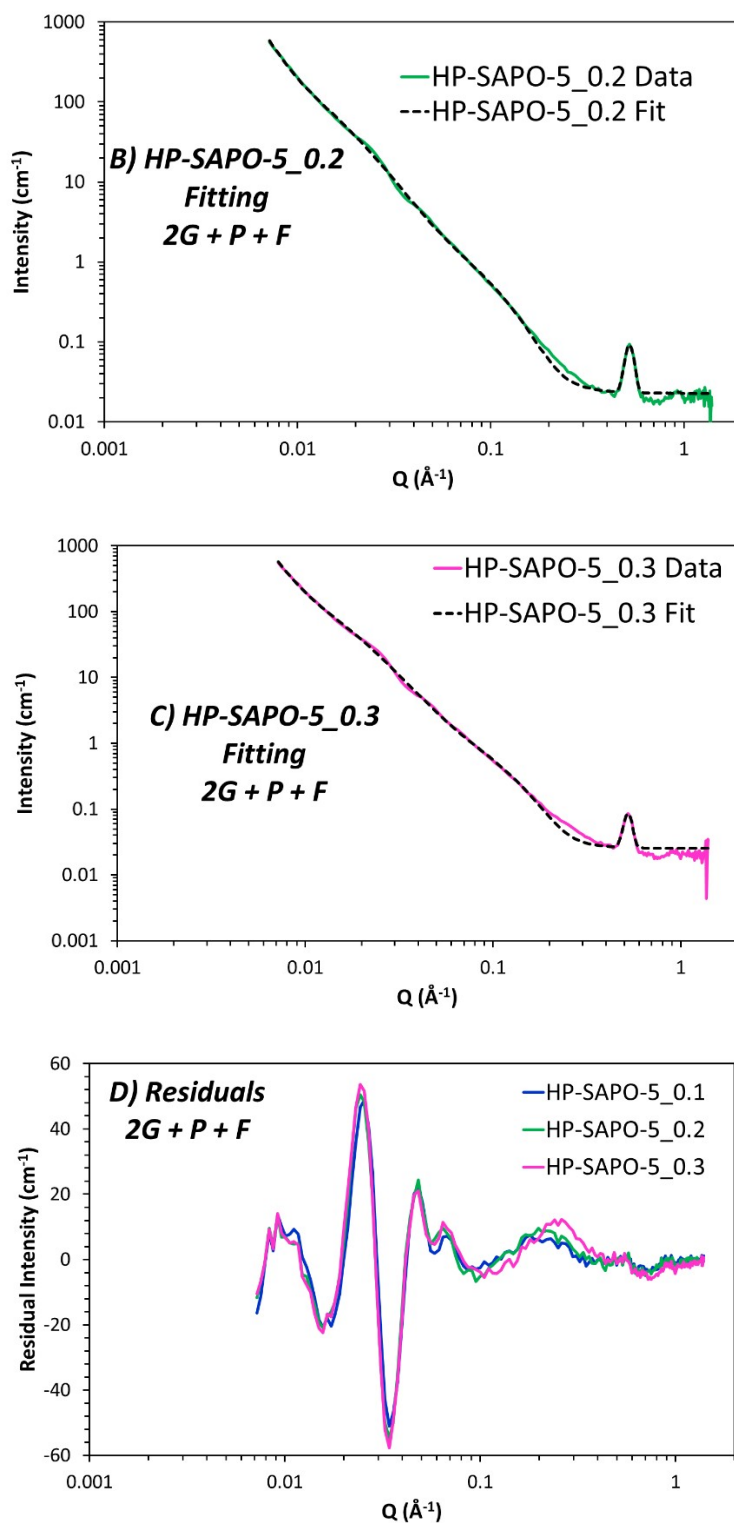 1000
HP-SAPO-5_0.2 Data
HP-SAPO-5_0.2 Fit
100
B) HP-SAPO-5_0.2
Fitting
2G + P + F
10
1
0.1
0.01
Intensity (cm⁻¹)
0.001 0.01 0.1 1
Q (Å⁻¹)
1000
HP-SAPO-5_0.3 Data
HP-SAPO-5_0.3 Fit
100
10
C) HP-SAPO-5_0.3
Fitting
2G + P + F
1
0.1
0.01
0.001
Intensity (cm⁻¹)
0.001 0.01 0.1 1
Q (Å⁻¹)
60
D) Residuals
2G + P + F
HP-SAPO-5_0.1
HP-SAPO-5_0.2
HP-SAPO-5_0.3
40
20
0
-20
-40
-60
Residual Intensity (cm⁻¹)
0.001 0.01 0.1 1
Q (Å⁻¹)